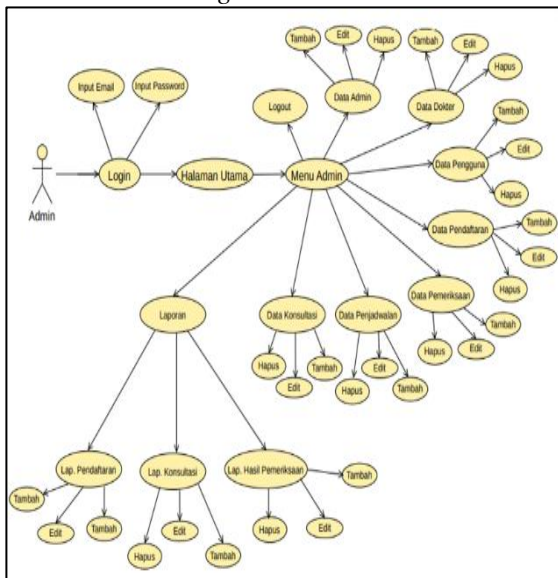 Tambah
Edit
Hapus
Tambah
Edit
Hapus
Data Admin
Data Dokter
Input Email
Input Password
Logout
Tambah
Edit
Hapus
Data Pengguna
Admin
Login
Halaman Utama
Menu Admin
Data Pendaftaran
Tambah
Edit
Hapus
Data Pemeriksaan
Tambah
Edit
Hapus
Laporan
Data Konsultasi
Data Penjadwalan
Hapus
Edit
Tambah
Hapus
Edit
Tambah
Lap. Pendaftaran
Lap. Konsultasi
Lap. Hasil Pemeriksaan
Tambah
Tambah
Edit
Tambah
Hapus
Edit
Tambah
Hapus
Edit